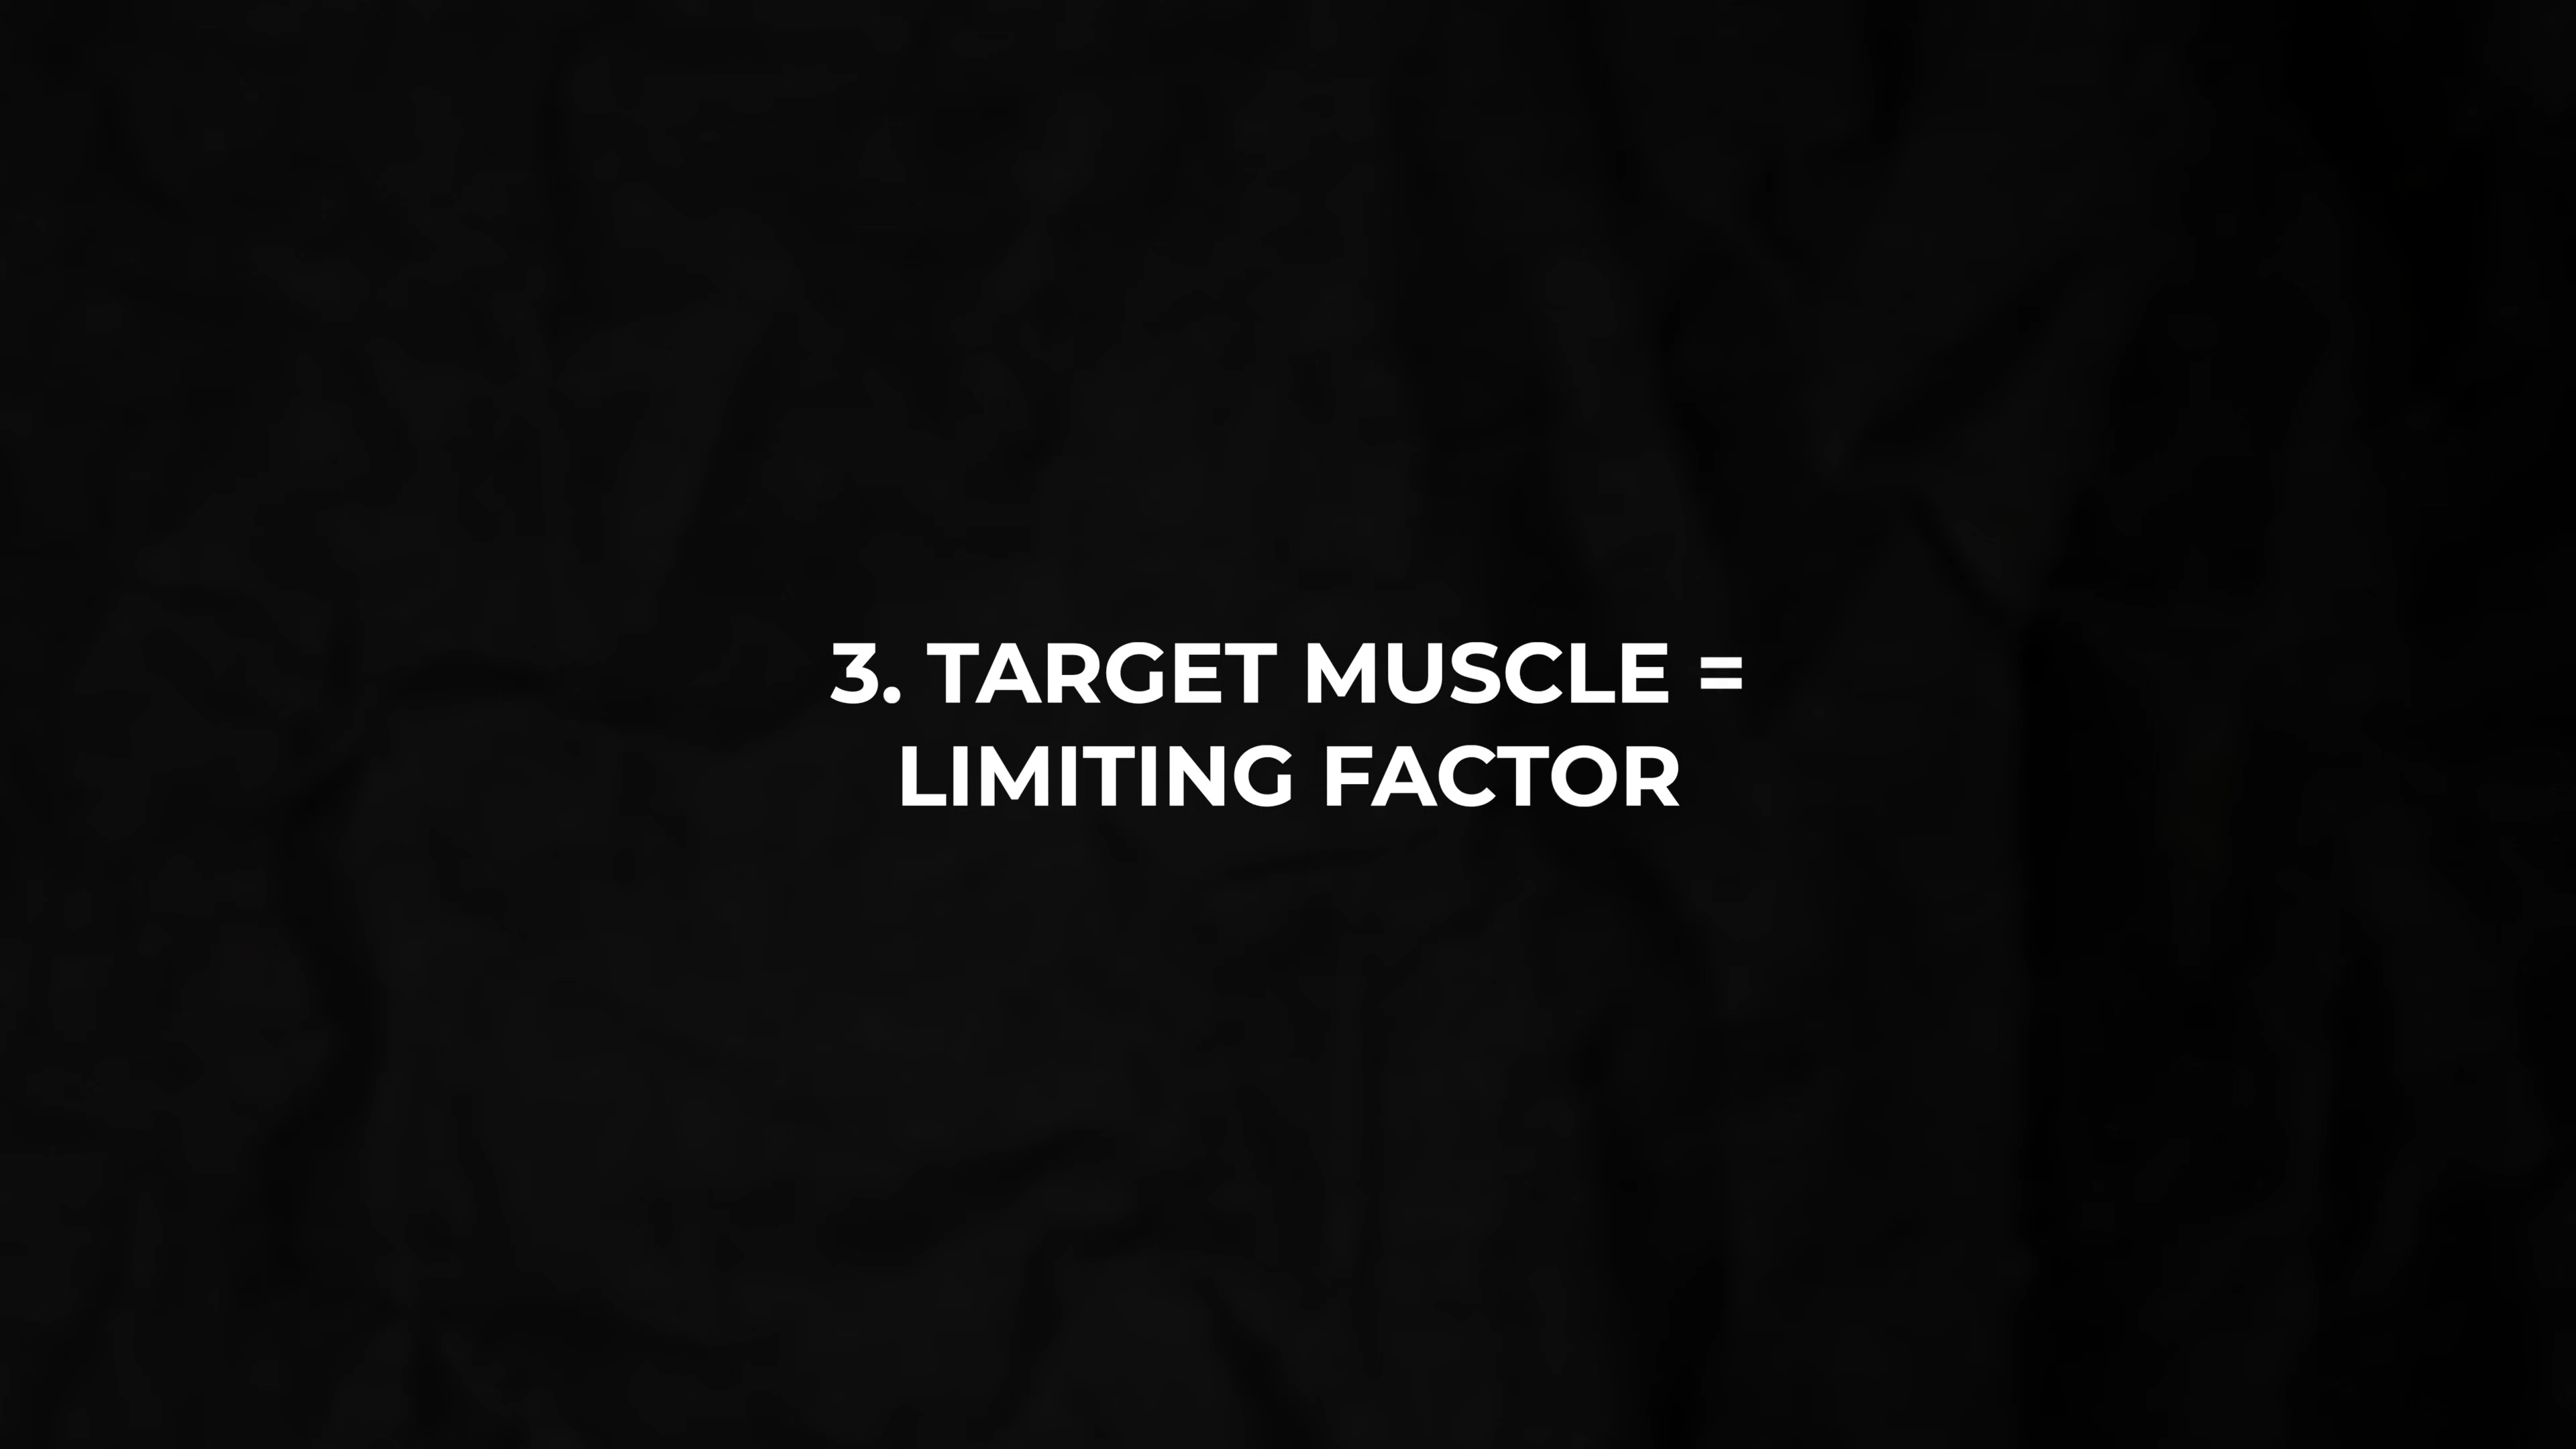 3. TARGET MUSCLE =
LIMITING FACTOR